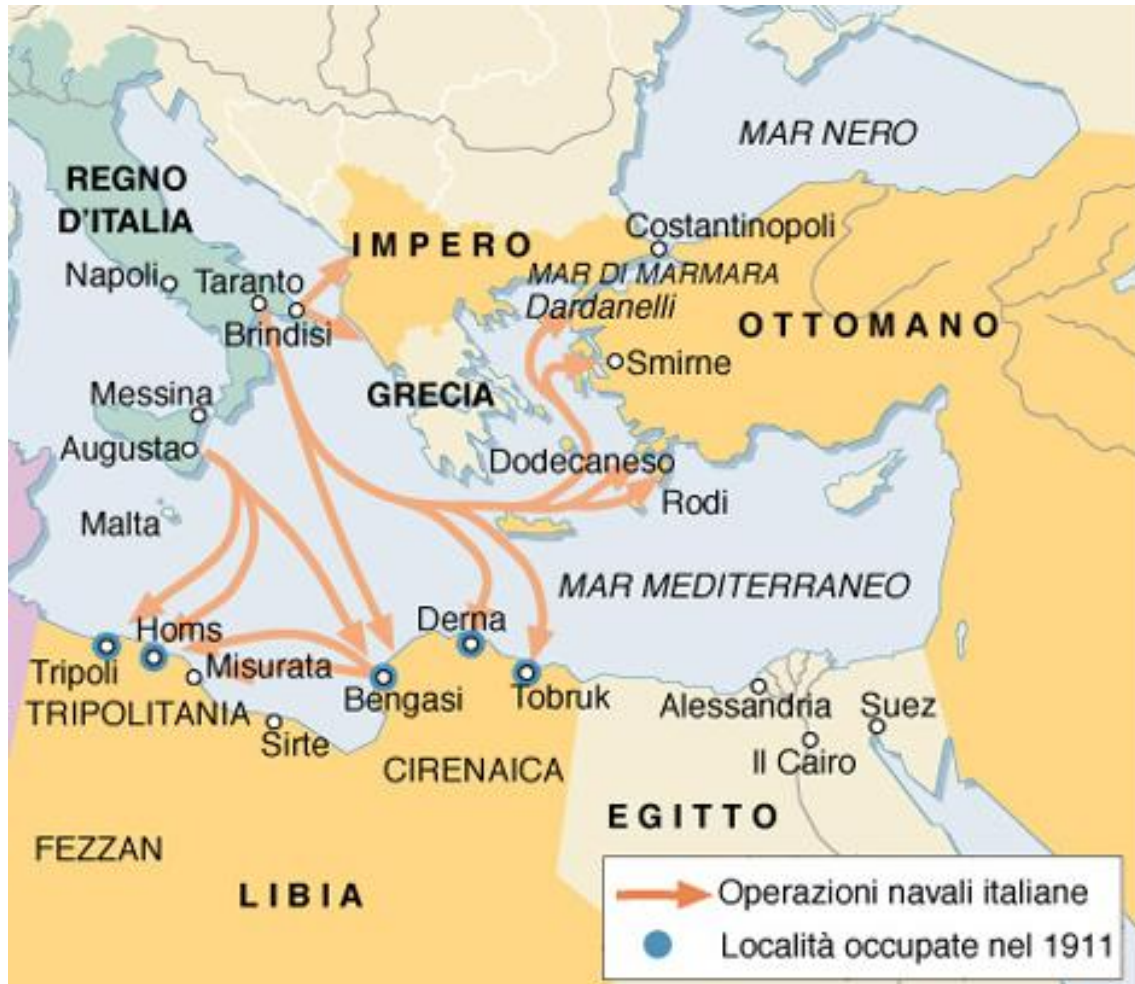 MAR NERO
REGNO
D'ITALIA
Costantinopoli
IMPERO
MAR DI MARMARA
Napoli
Taranto
Dardanelli
OTTOMANO
Brindisi
Smirne
GRECIA
Messina
Augusta
Dodecaneso
Rodi
Malta
MAR MEDITERRANEO
Derna
Homs
Tripoli
Misurata
Bengasi
Tobruk
Alessandria
Suez
TRIPOLITANIA
Sirte
Il Cairo
CIRENAICA
EGITTO
FEZZAN
LIBIA
Operazioni navali italiane
Località occupate nel 1911